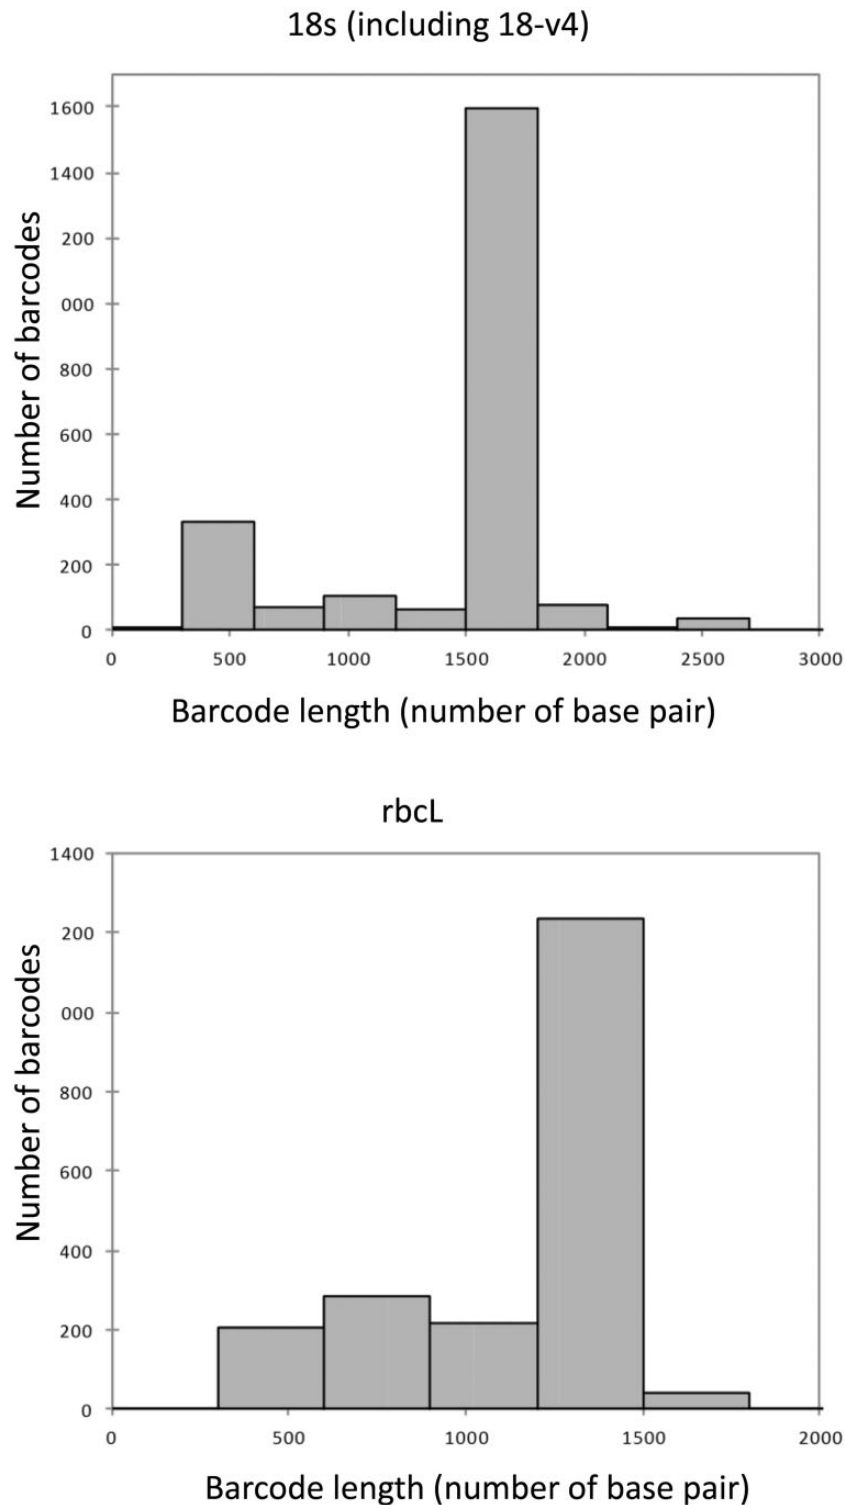 18s (including 18-v4)
Number of barcodes
1600
1400
200
000
800
600
400
200
0
0 500 1000 1500 2000 2500 3000
Barcode length (number of base pair)
rbcL
Number of barcodes
1400
200
000
800
600
400
200
0
0 500 1000 1500 2000
Barcode length (number of base pair)